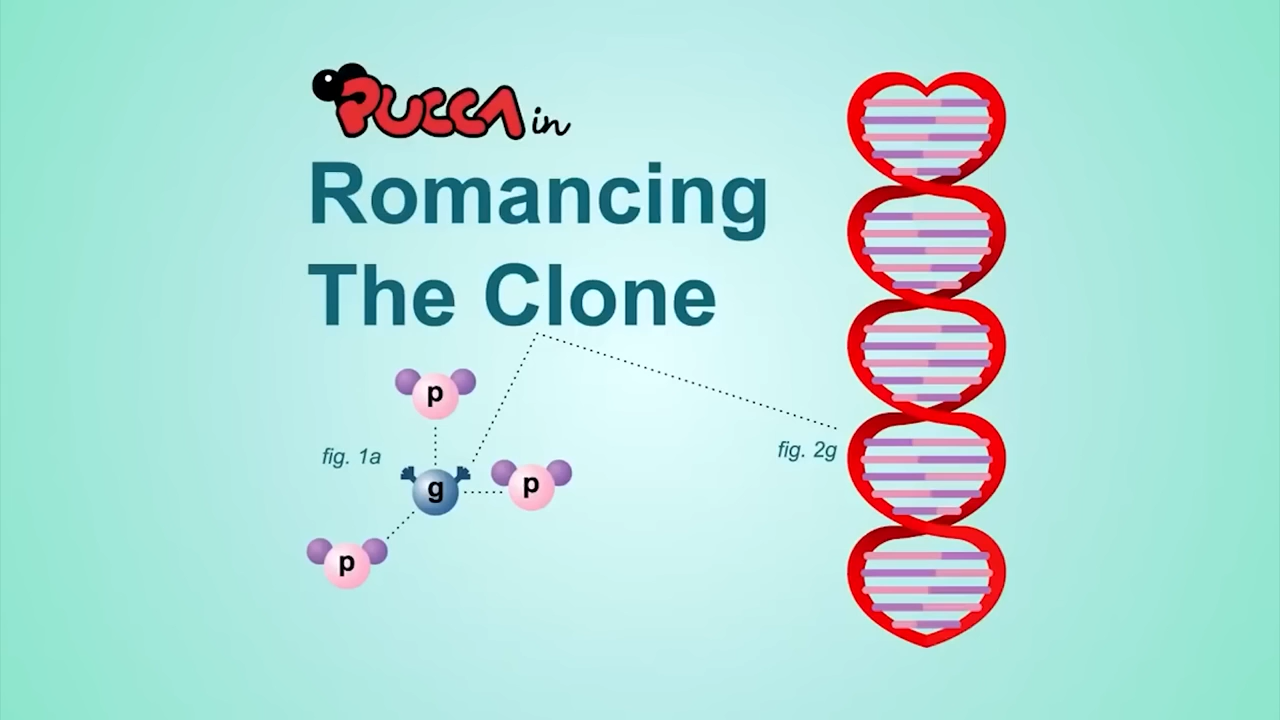 PUCCA in
Romancing
The Clone
p
fig. 1a
fig. 2g
g
p
p